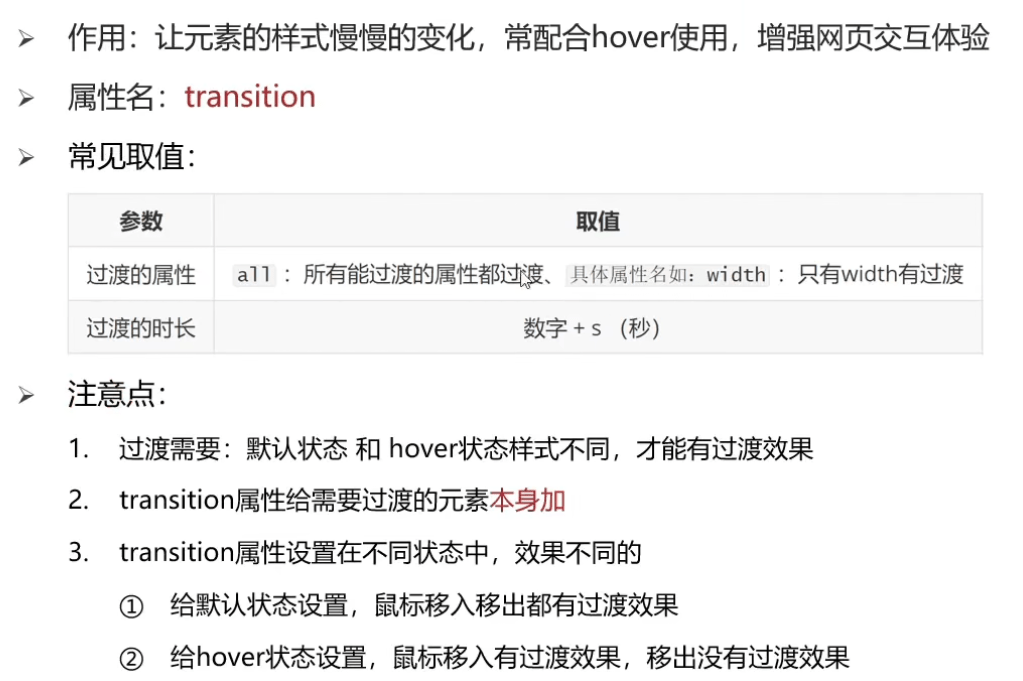 ➢ 作用：让元素的样式慢慢的变化，常配合hover使用，增强网页交互体验
➢ 属性名：transition
➢ 常见取值：
参数 取值
过渡的属性 all：所有能过渡的属性都过渡、具体属性名如：width：只有width有过渡
过渡的时长 数字 + s （秒）
➢ 注意点：
1. 过渡需要：默认状态 和 hover状态样式不同，才能有过渡效果
2. transition属性给需要过渡的元素本身加
3. transition属性设置在不同状态中，效果不同的
① 给默认状态设置，鼠标移入移出都有过渡效果
② 给hover状态设置，鼠标移入有过渡效果，移出没有过渡效果